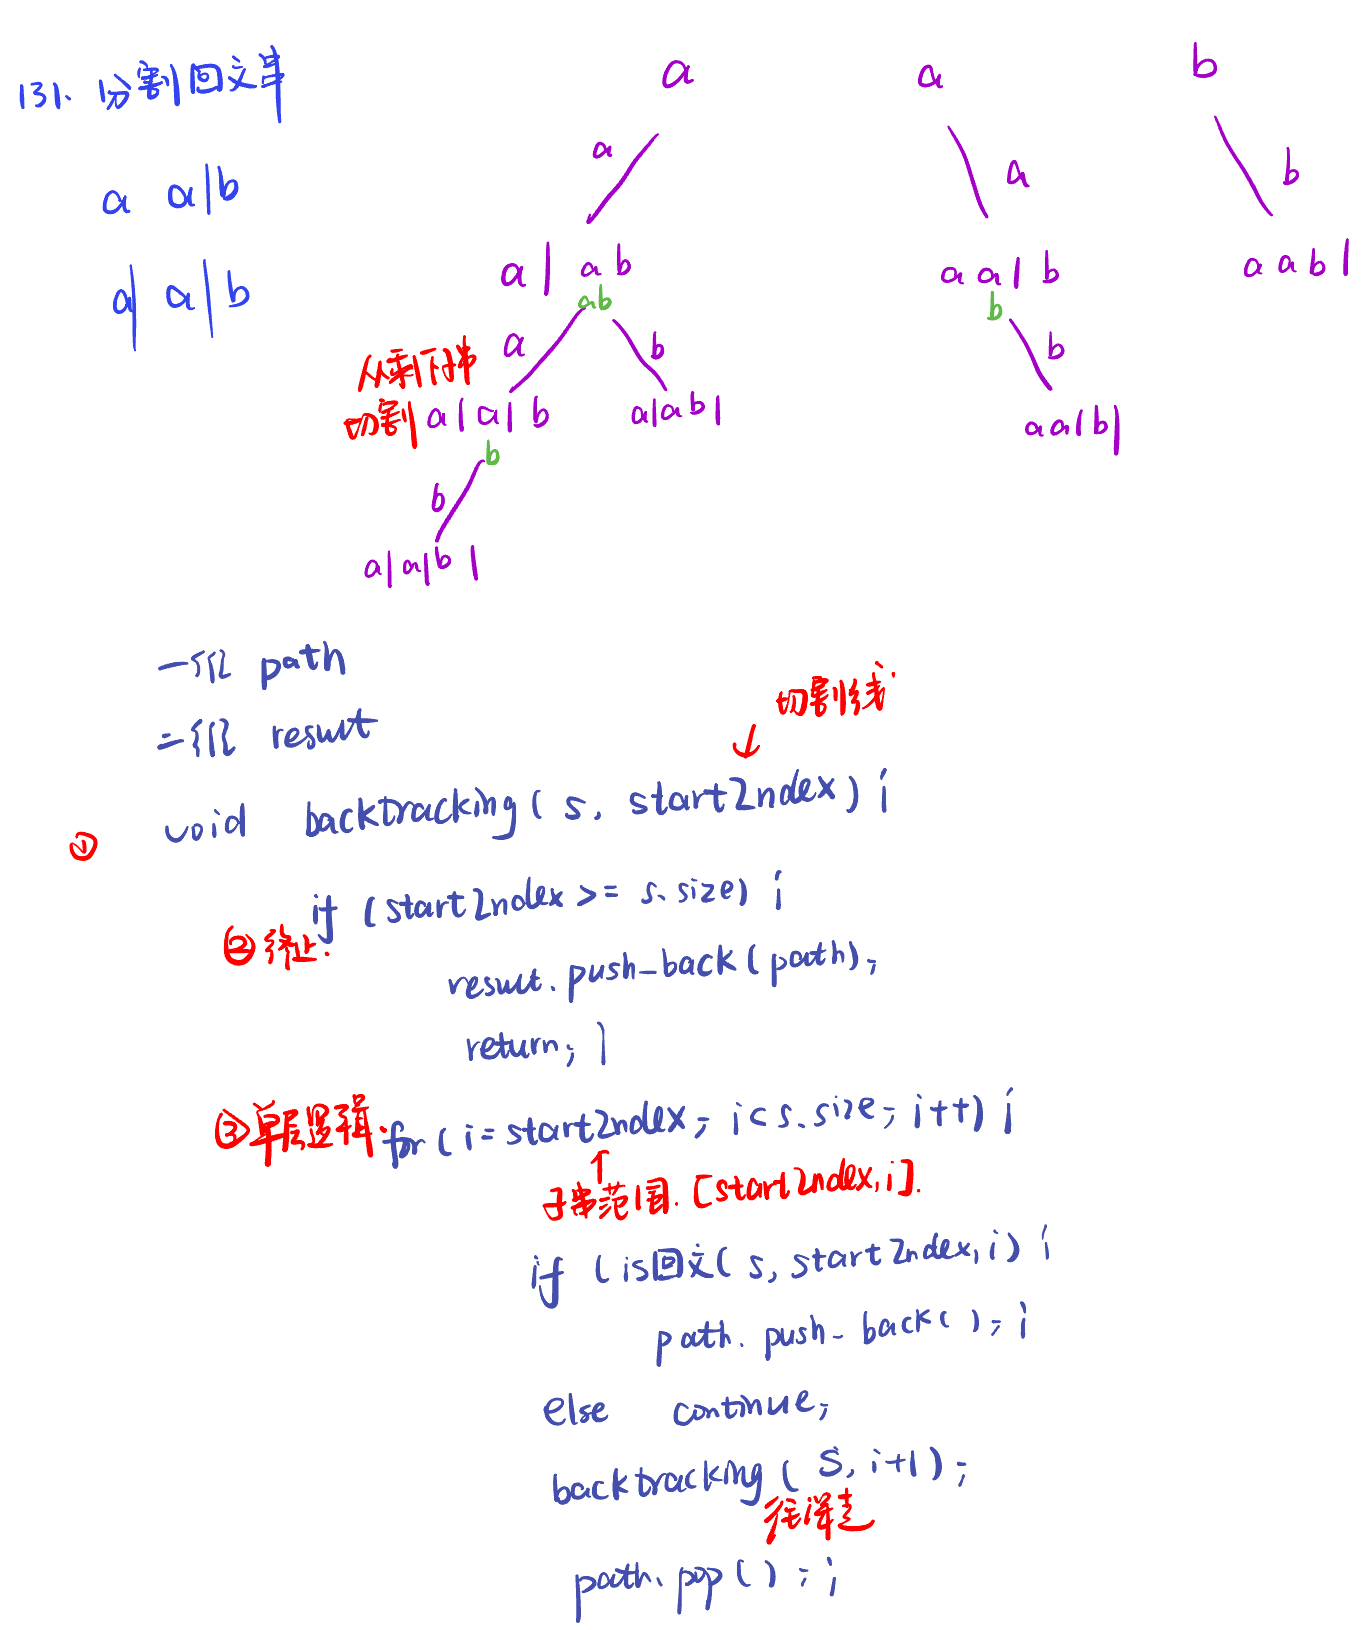 131. 分割回文串
a a|b
a| a|b
a a b
a a b
a| ab aa|b aab|
ab b
从剩下子串 a b b
切割 a|a|b a|ab| aa|b|
b
b
a|a|b|
一维 path
二维 result
切割线
↓
① void backtracking(s, startIndex){
if (startIndex >= s.size) {
② 终止.
result.push_back(path);
return; }
③ 单层逻辑. for(i=startIndex; i<s.size; i++) {
↑
子串范围. [startIndex, i].
if (is回文(s, startIndex, i) {
path.push_back(); }
else continue;
backtracking(s, i+1);
往深走
path.pop(); }